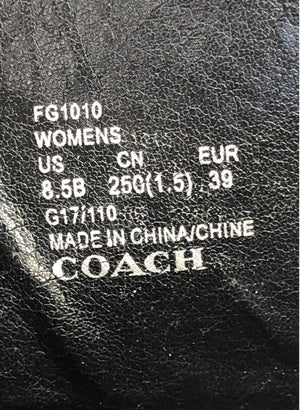 FG1010
WOMENS
US CN EUR
8.5B 250(1.5) 39
G17/110
MADE IN CHINA/CHINE
COACH